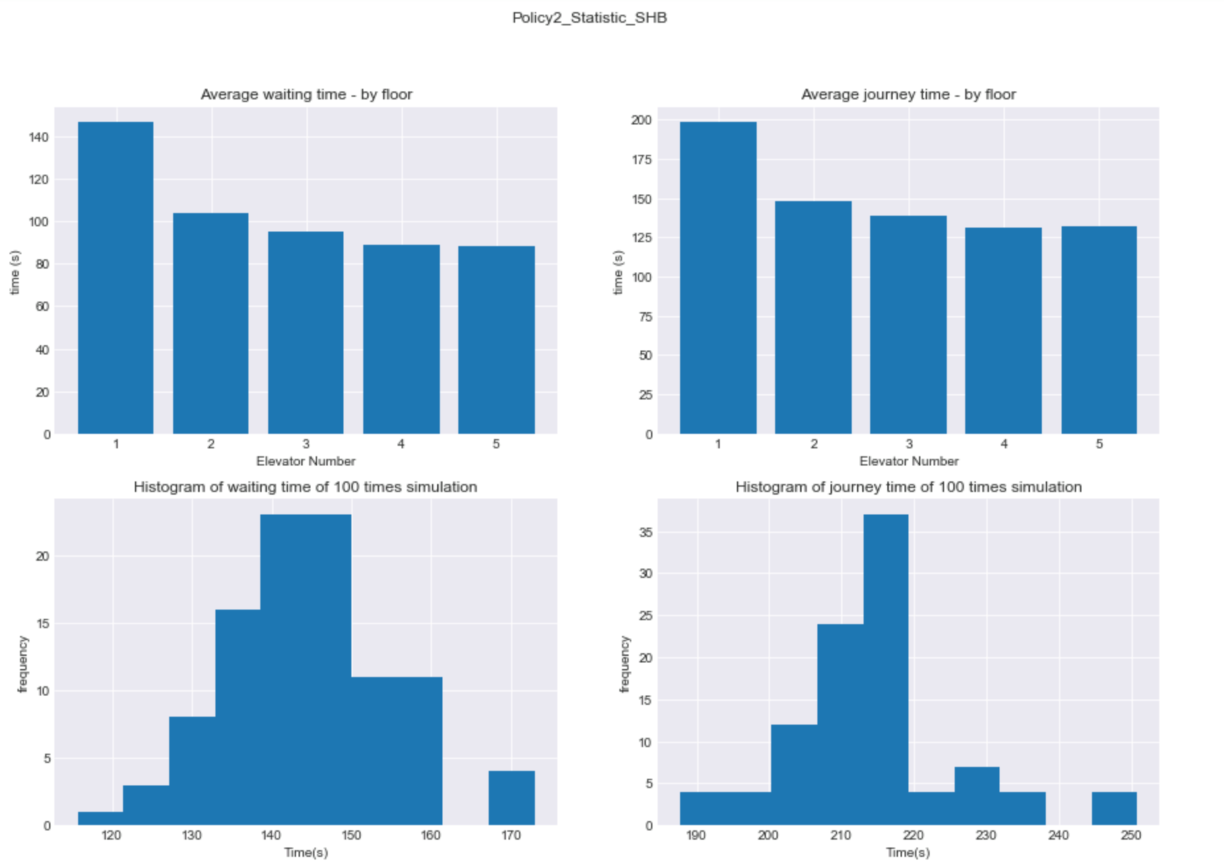 Policy2_Statistic_SHB
Average waiting time - by floor
140
120
100
80
60
40
20
0
time (s)
1 2 3 4 5
Elevator Number
Average journey time - by floor
200
175
150
125
100
75
50
25
0
time (s)
1 2 3 4 5
Elevator Number
Histogram of waiting time of 100 times simulation
20
15
10
5
0
frequency
120 130 140 150 160 170
Time(s)
Histogram of journey time of 100 times simulation
35
30
25
20
15
10
5
0
frequency
190 200 210 220 230 240 250
Time(s)